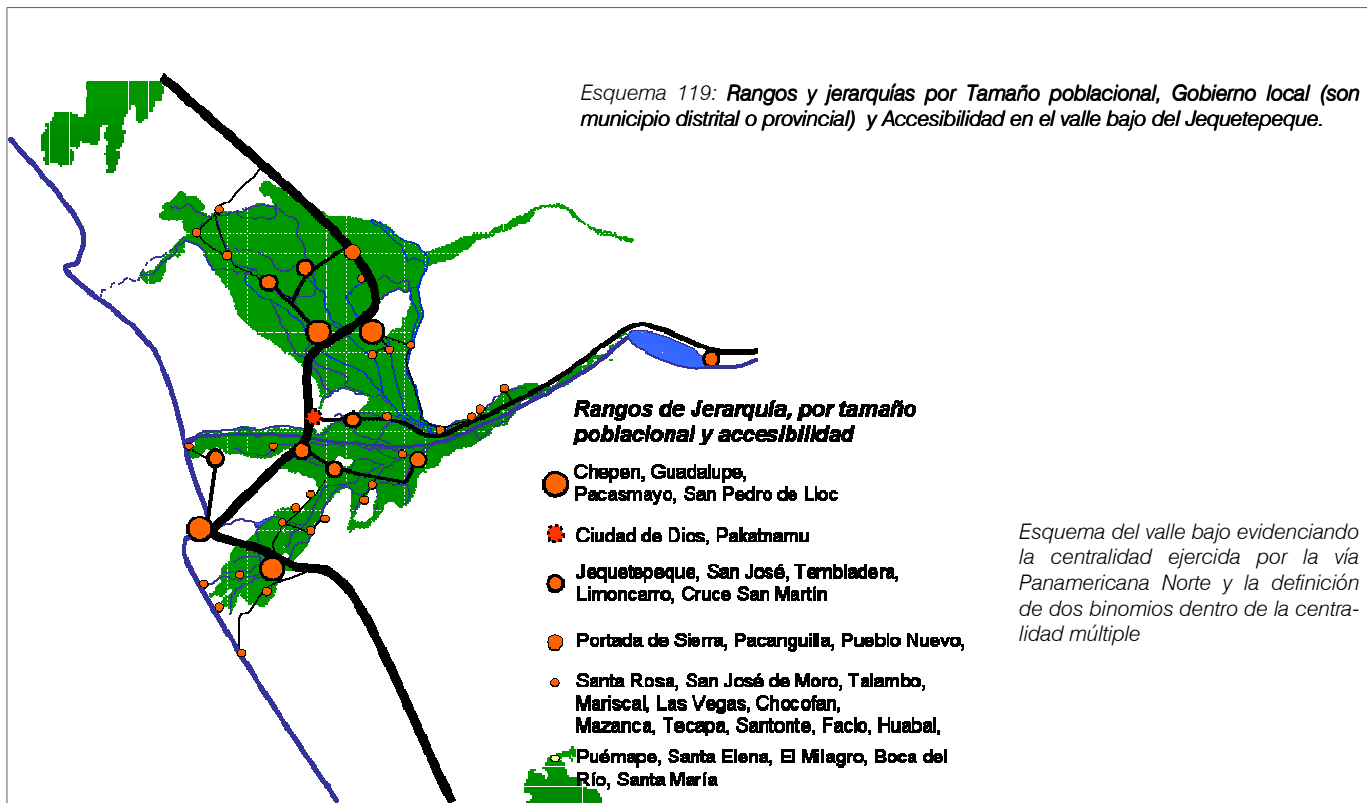 Esquema 119: Rangos y jerarquías por Tamaño poblacional, Gobierno local (son
municipio distrital o provincial) y Accesibilidad en el valle bajo del Jequetepeque.
Rangos de Jerarquía, por tamaño
poblacional y accesibilidad
Chepen, Guadalupe,
Pacasmayo, San Pedro de Lloc
Ciudad de Dios, Pakatnamu
Jequetepeque, San José, Tembladera,
Limoncarro, Cruce San Martín
Portada de Sierra, Pacanguilla, Pueblo Nuevo,
Santa Rosa, San José de Moro, Talambo,
Mariscal, Las Vegas, Chocofan,
Mazanca, Tecapa, Santonte, Faclo, Huabal,
Puémape, Santa Elena, El Milagro, Boca del
Río, Santa María
Esquema del valle bajo evidenciando
la centralidad ejercida por la vía
Panamericana Norte y la definición
de dos binomios dentro de la centra-
lidad múltiple